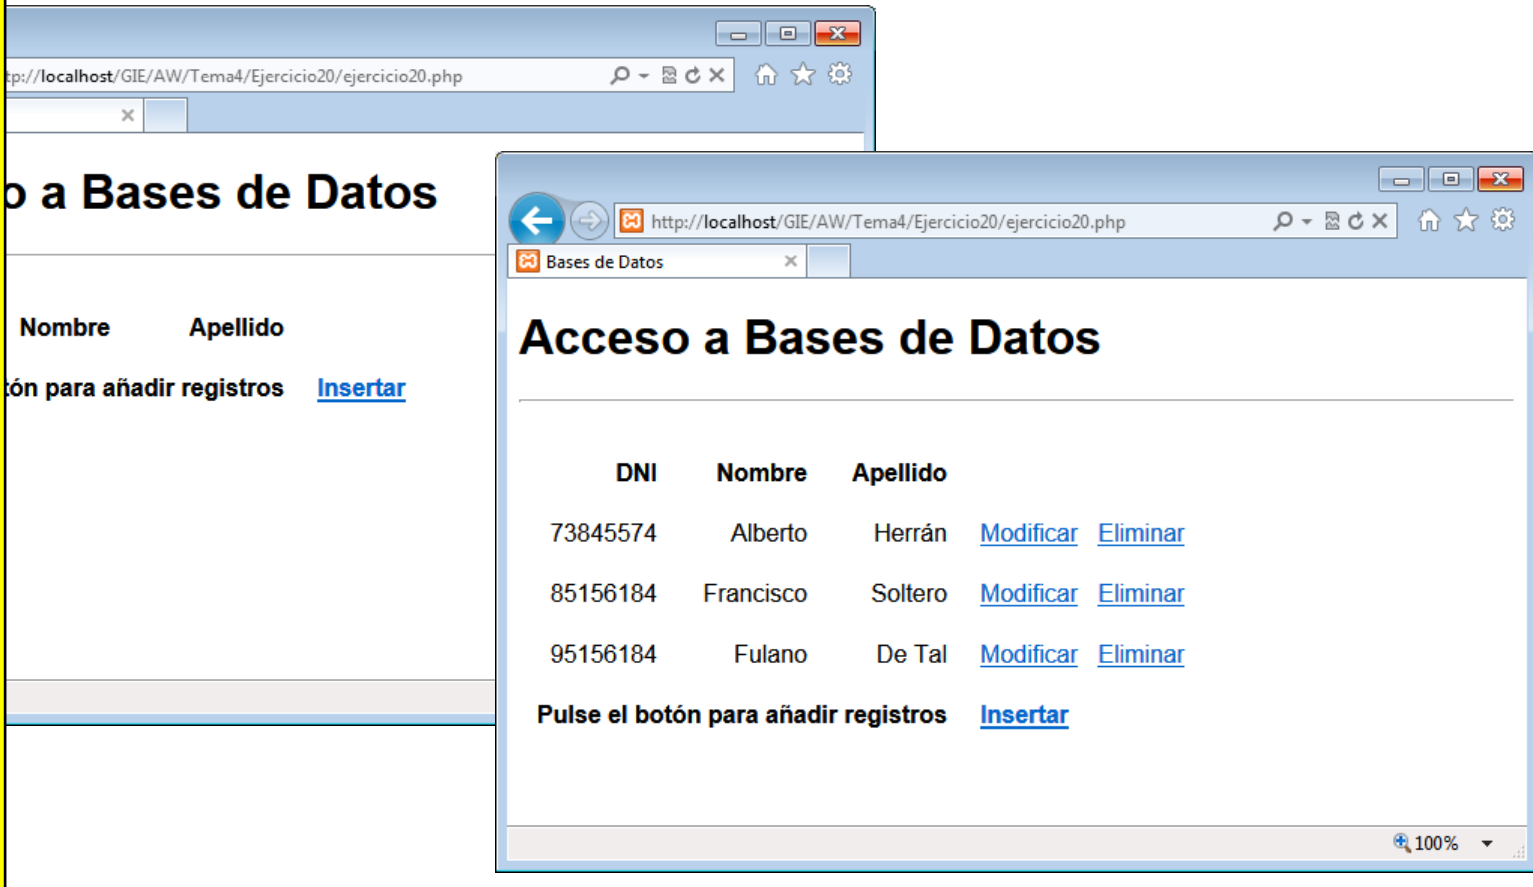 tp://localhost/GIE/AW/Tema4/Ejercicio20/ejercicio20.php
o a Bases de Datos
Nombre Apellido
tón para añadir registros Insertar
http://localhost/GIE/AW/Tema4/Ejercicio20/ejercicio20.php
Bases de Datos
Acceso a Bases de Datos
DNI Nombre Apellido
73845574 Alberto Herrán Modificar Eliminar
85156184 Francisco Soltero Modificar Eliminar
95156184 Fulano De Tal Modificar Eliminar
Pulse el botón para añadir registros Insertar
100%